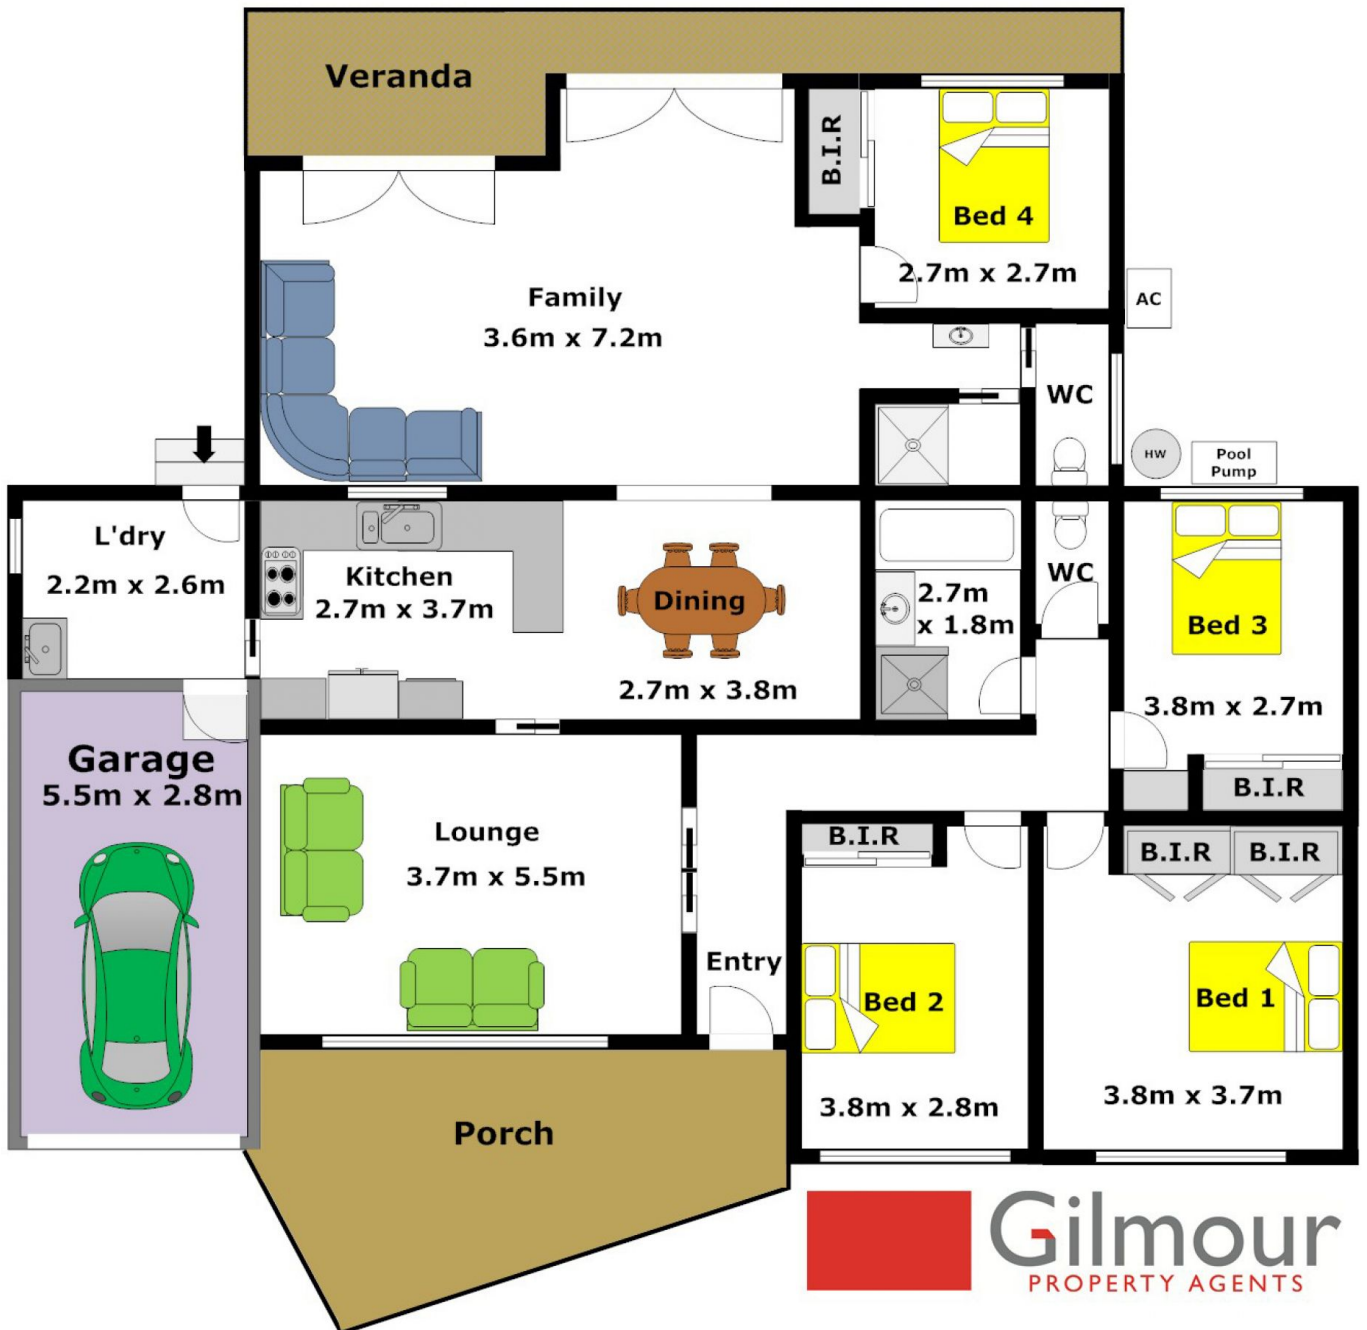 Veranda
B.I.R
Bed 4
2.7m x 2.7m
AC
Family
3.6m x 7.2m
WC
HW
Pool
Pump
L'dry
2.2m x 2.6m
Kitchen
2.7m x 3.7m
Dining
2.7m x 3.8m
2.7m
x 1.8m
WC
Bed 3
3.8m x 2.7m
B.I.R
Garage
5.5m x 2.8m
Lounge
3.7m x 5.5m
Entry
B.I.R
Bed 2
3.8m x 2.8m
B.I.R
B.I.R
Bed 1
3.8m x 3.7m
Porch
Gilmour
PROPERTY AGENTS